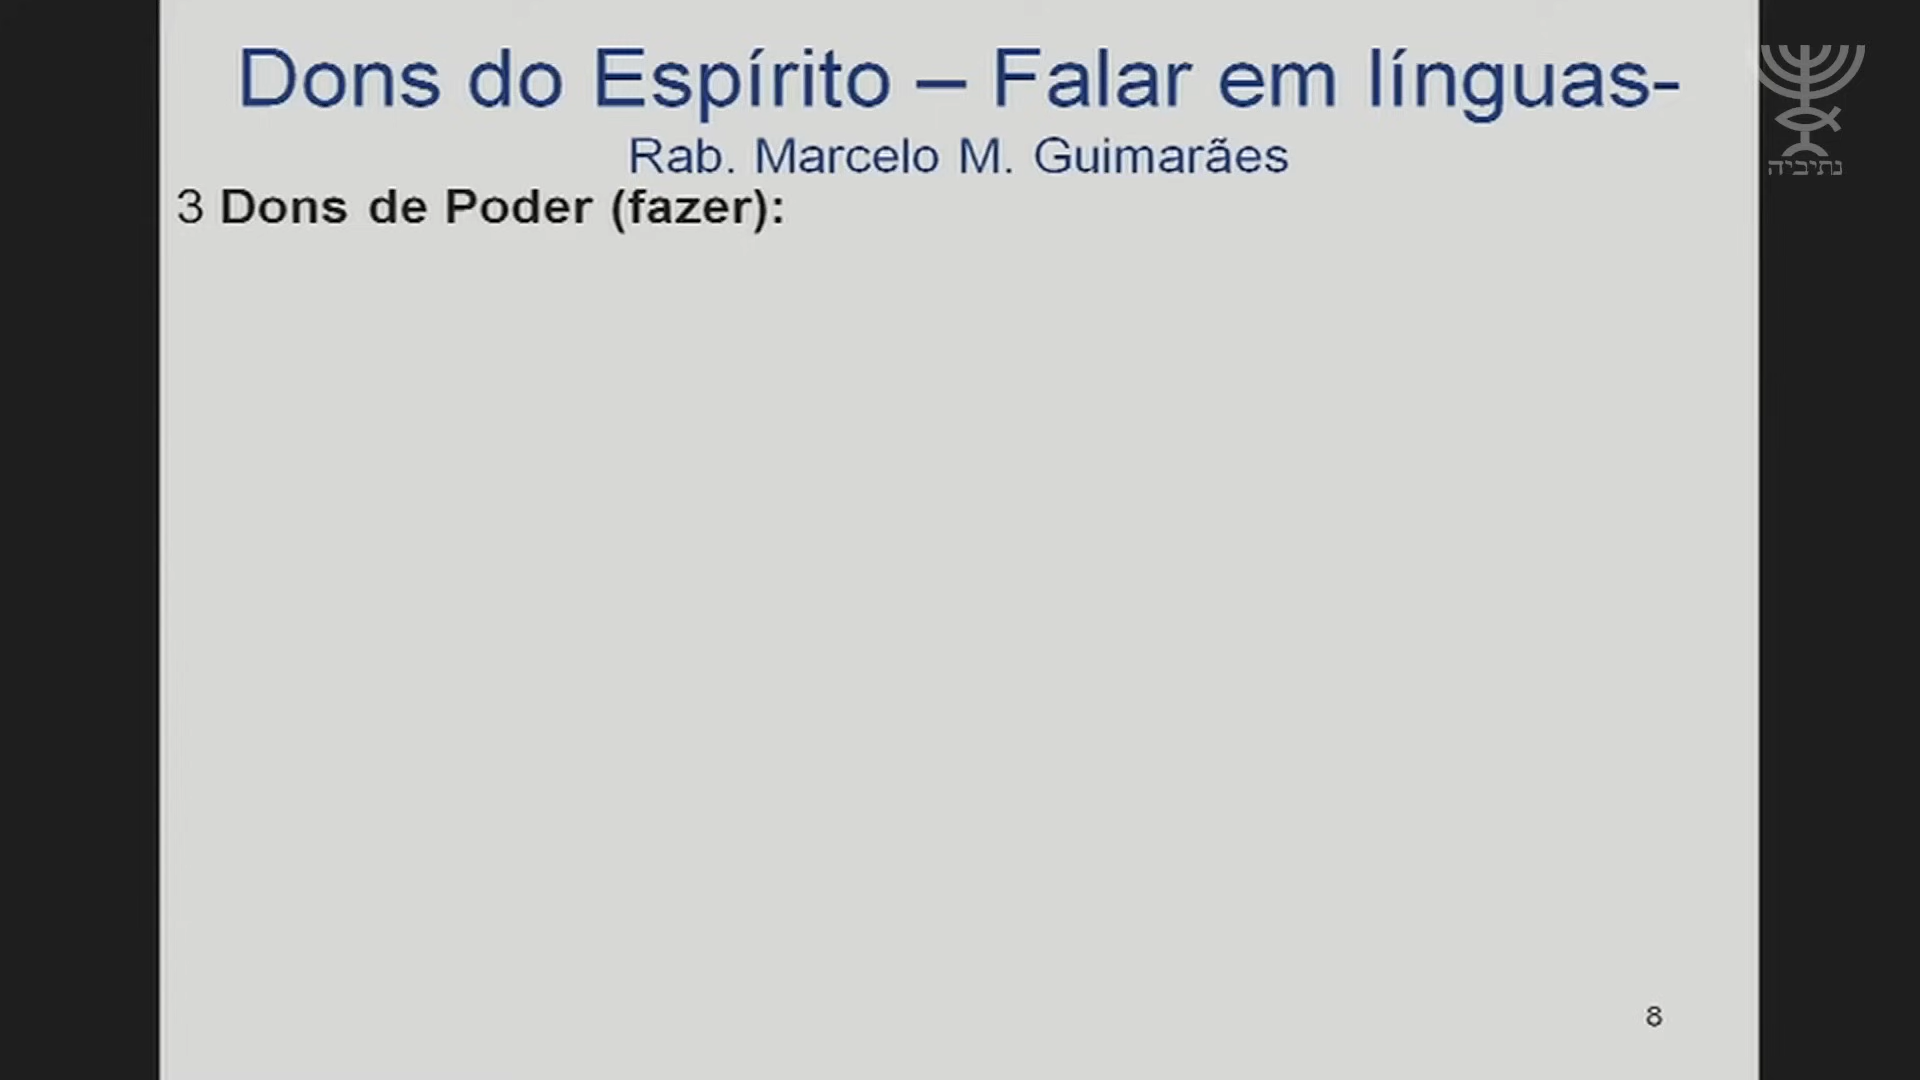 Dons do Espírito – Falar em línguas-
Rab. Marcelo M. Guimarães
נתיביה
3 Dons de Poder (fazer):
8